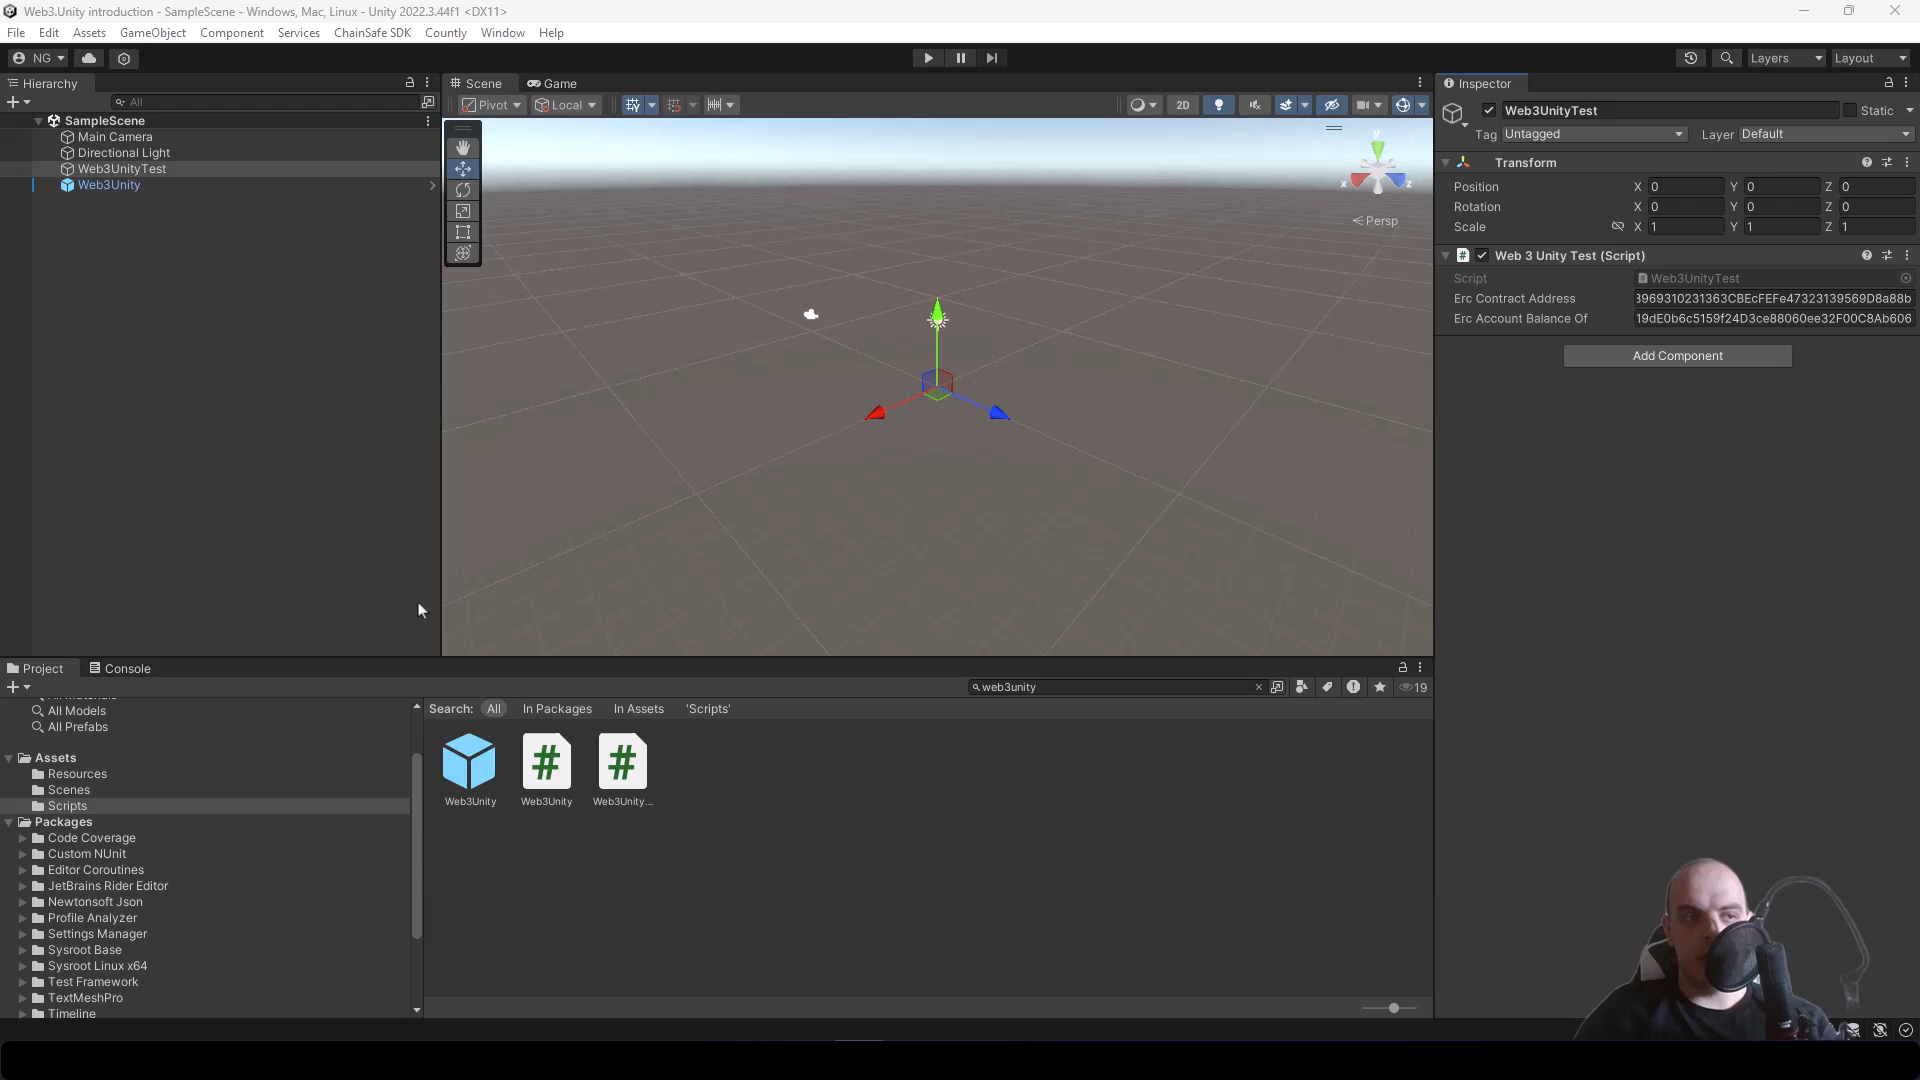 Web3.Unity introduction - SampleScene - Windows, Mac, Linux - Unity 2022.3.44f1 <DX11>
File Edit Assets GameObject Component Services ChainSafe SDK Countly Window Help
NG
Layers Layout
Hierarchy
All
SampleScene
Main Camera
Directional Light
Web3UnityTest
Web3Unity
Scene Game
Pivot Local 2D
y
x z
< Persp
Inspector
Web3UnityTest Static
Tag Untagged Layer Default
Transform
Position X 0 Y 0 Z 0
Rotation X 0 Y 0 Z 0
Scale X 1 Y 1 Z 1
# Web 3 Unity Test (Script)
Script Web3UnityTest
Erc Contract Address 3969310231363CBEcFEFe47323139569D8a88b
Erc Account Balance Of 19dE0b6c5159f24D3ce88060ee32F00C8Ab606
Add Component
Project Console
web3unity 19
All Models
All Prefabs
Assets
Resources
Scenes
Scripts
Packages
Code Coverage
Custom NUnit
Editor Coroutines
JetBrains Rider Editor
Newtonsoft Json
Profile Analyzer
Settings Manager
Sysroot Base
Sysroot Linux x64
Test Framework
TextMeshPro
Timeline
Search: All In Packages In Assets 'Scripts'
# #
Web3Unity Web3Unity Web3Unity...